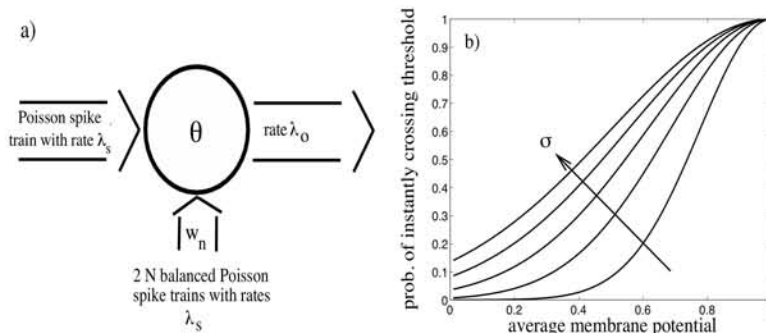 a)
Poisson spike
train with rate λs
θ
rate λo
wn
2 N balanced Poisson
spike trains with rates
λs
b)
prob. of instantly crossing threshold
1
0.9
0.8
0.7
0.6
0.5
0.4
0.3
0.2
0.1
0
σ
0 0.2 0.4 0.6 0.8
average membrane potential